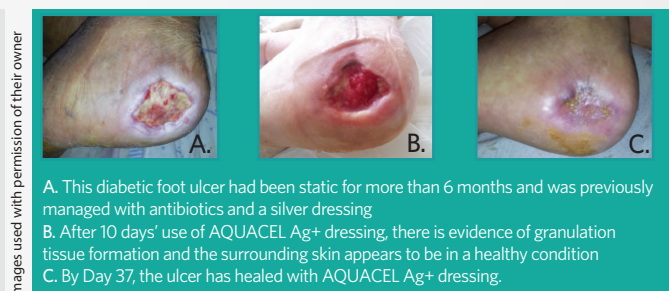 mages used with permission of their owner
A.
B.
C.
A. This diabetic foot ulcer had been static for more than 6 months and was previously
managed with antibiotics and a silver dressing
B. After 10 days’ use of AQUACEL Ag+ dressing, there is evidence of granulation
tissue formation and the surrounding skin appears to be in a healthy condition
C. By Day 37, the ulcer has healed with AQUACEL Ag+ dressing.